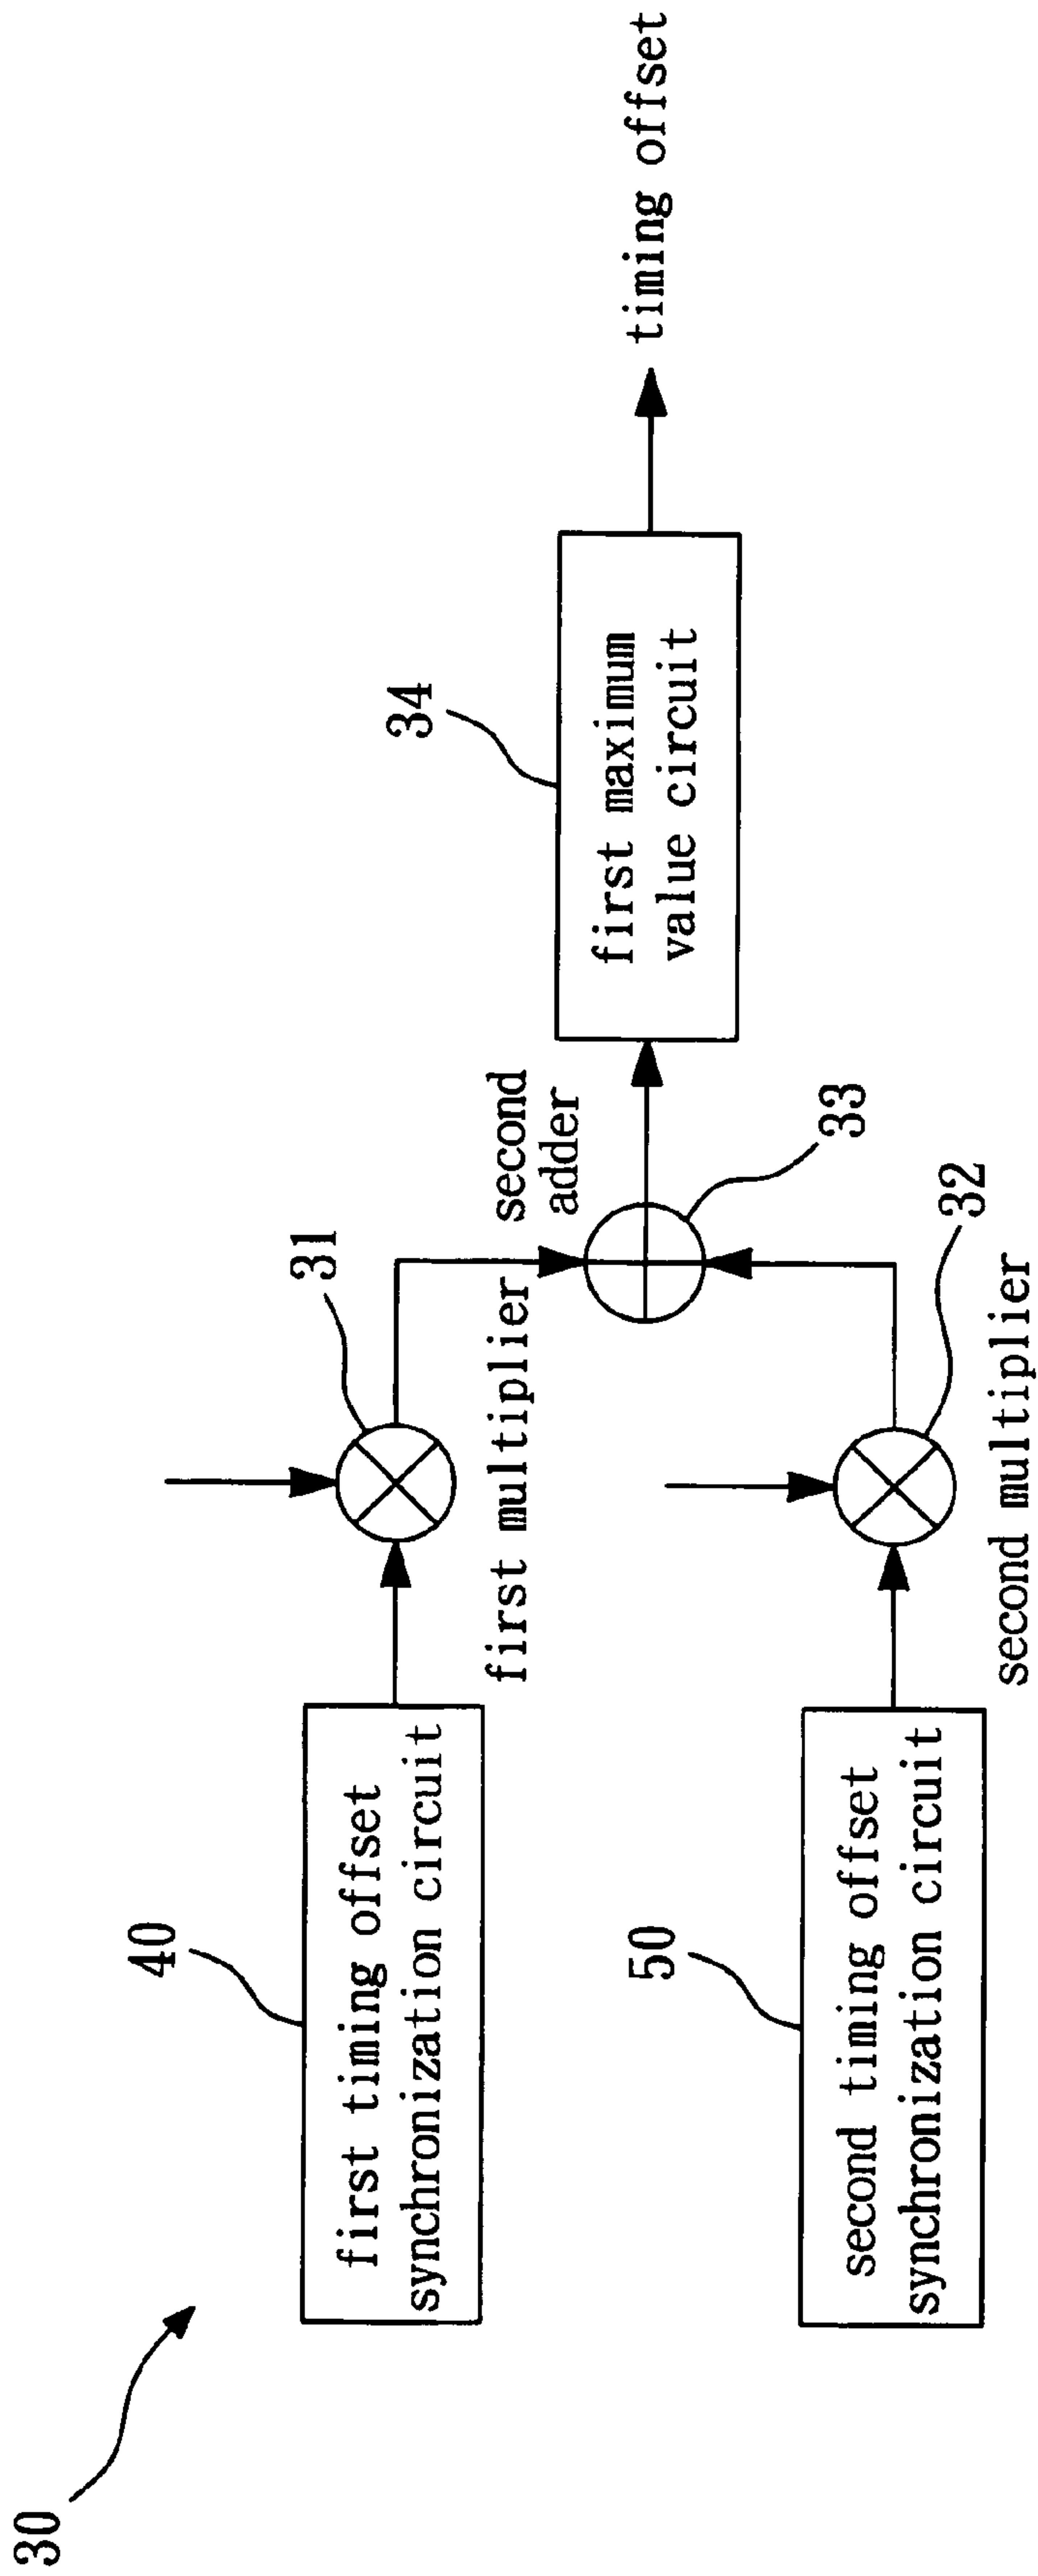 30
40
first timing offset
synchronization circuit
31
first multiplier
50
second timing offset
synchronization circuit
32
second multiplier
second
adder
33
34
first maximum
value circuit
timing offset